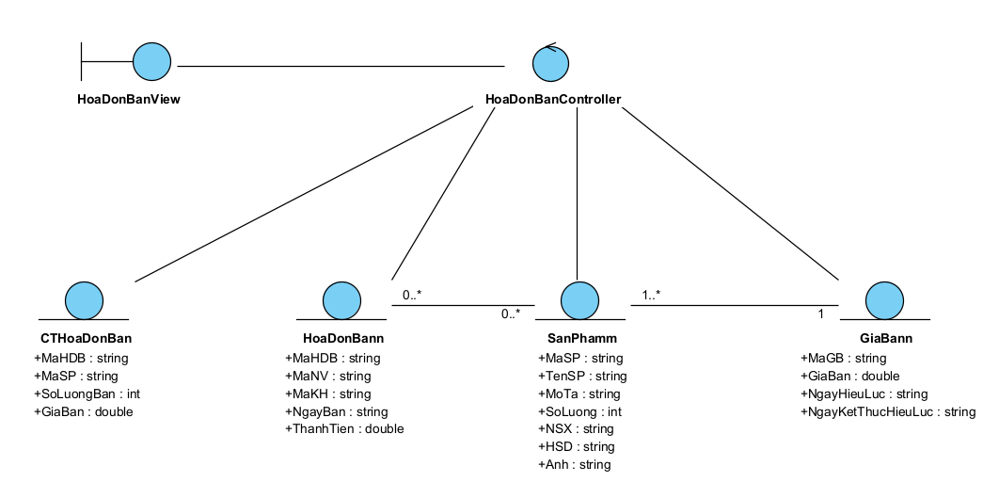 HoaDonBanView
HoaDonBanController
0..*
0..*
1..*
1
CTHoaDonBan
+MaHDB : string
+MaSP : string
+SoLuongBan : int
+GiaBan : double
HoaDonBann
+MaHDB : string
+MaNV : string
+MaKH : string
+NgayBan : string
+ThanhTien : double
SanPhamm
+MaSP : string
+TenSP : string
+MoTa : string
+SoLuong : int
+NSX : string
+HSD : string
+Anh : string
GiaBann
+MaGB : string
+GiaBan : double
+NgayHieuLuc : string
+NgayKetThucHieuLuc : string